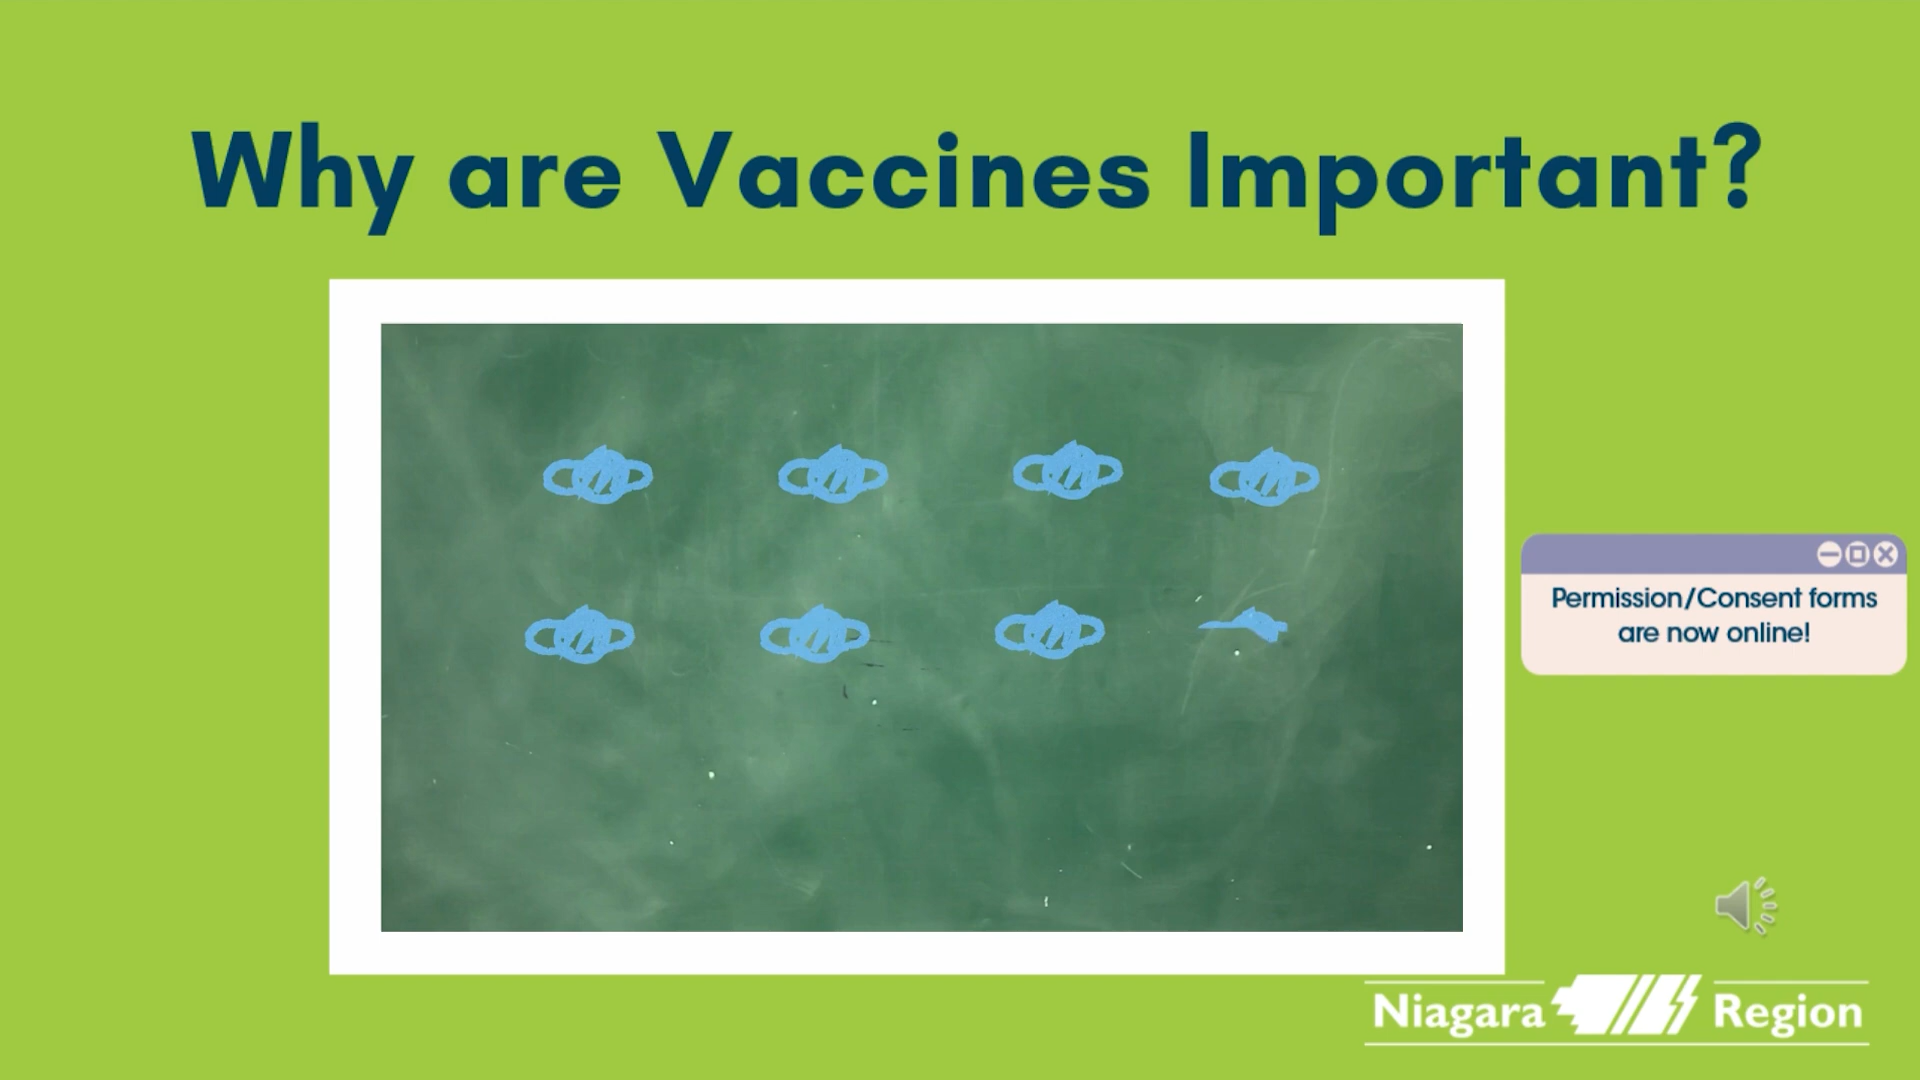 Why are Vaccines Important?
Permission/Consent forms
are now online!
Niagara Region